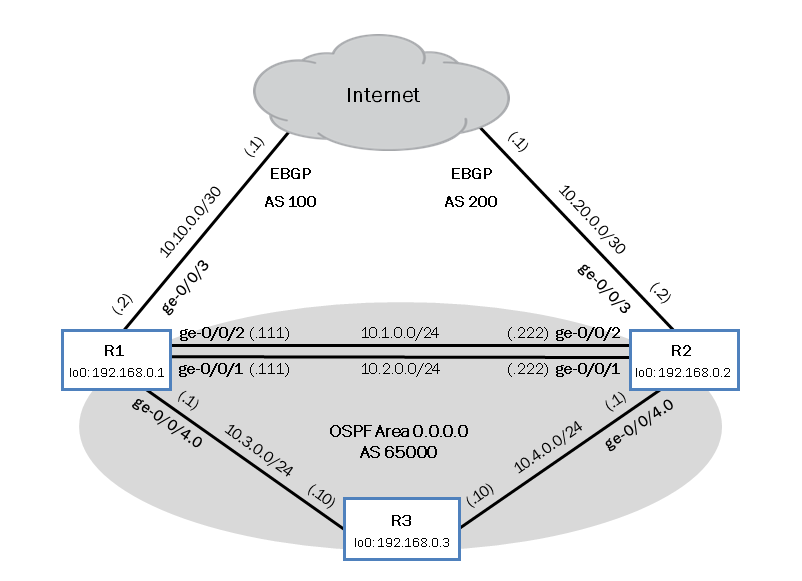 Internet
(.1)
(.1)
EBGP
AS 100
EBGP
AS 200
10.10.0.0/30
10.20.0.0/30
ge-0/0/3
ge-0/0/3
(.2)
(.2)
R1
lo0: 192.168.0.1
ge-0/0/2 (.111)
10.1.0.0/24
(.222) ge-0/0/2
ge-0/0/1 (.111)
10.2.0.0/24
(.222) ge-0/0/1
R2
lo0: 192.168.0.2
(.1)
ge-0/0/4.0
(.1)
ge-0/0/4.0
10.3.0.0/24
OSPF Area 0.0.0.0
AS 65000
10.4.0.0/24
(.10)
(.10)
R3
lo0: 192.168.0.3